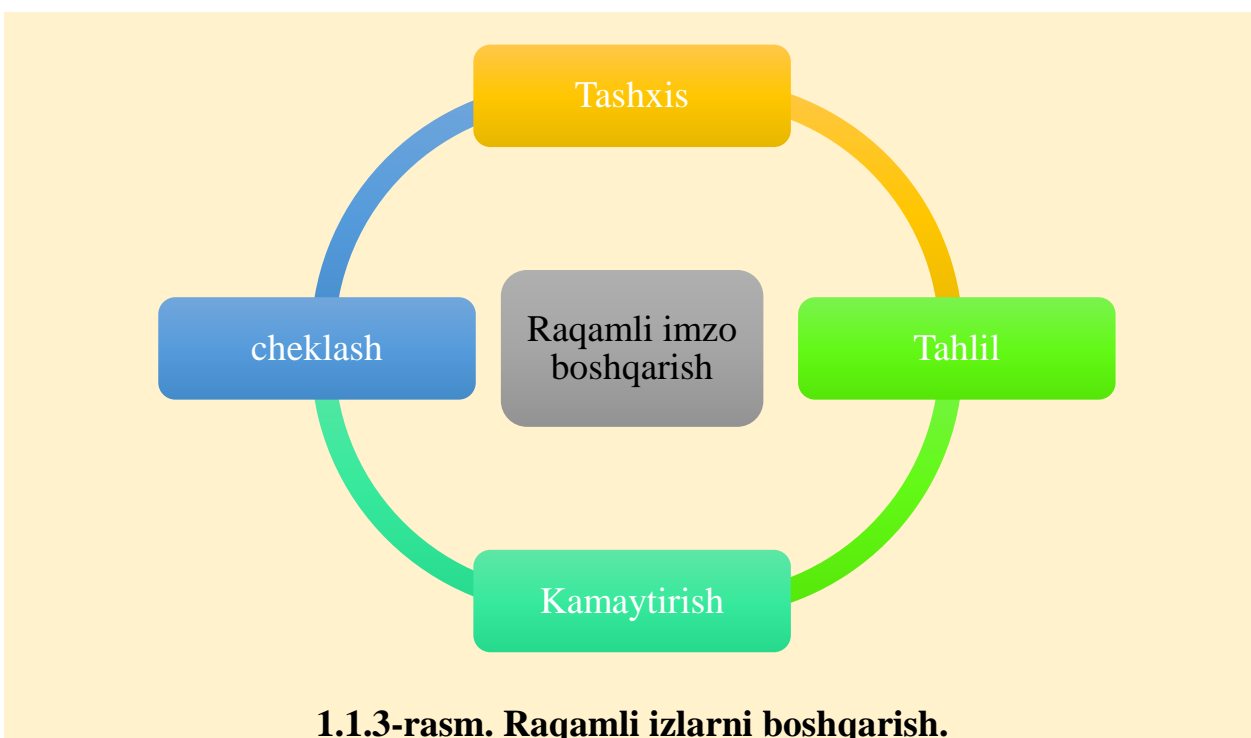 Tashxis
cheklash
Raqamli imzo
boshqarish
Tahlil
Kamaytirish
1.1.3-rasm. Raqamli izlarni boshqarish.